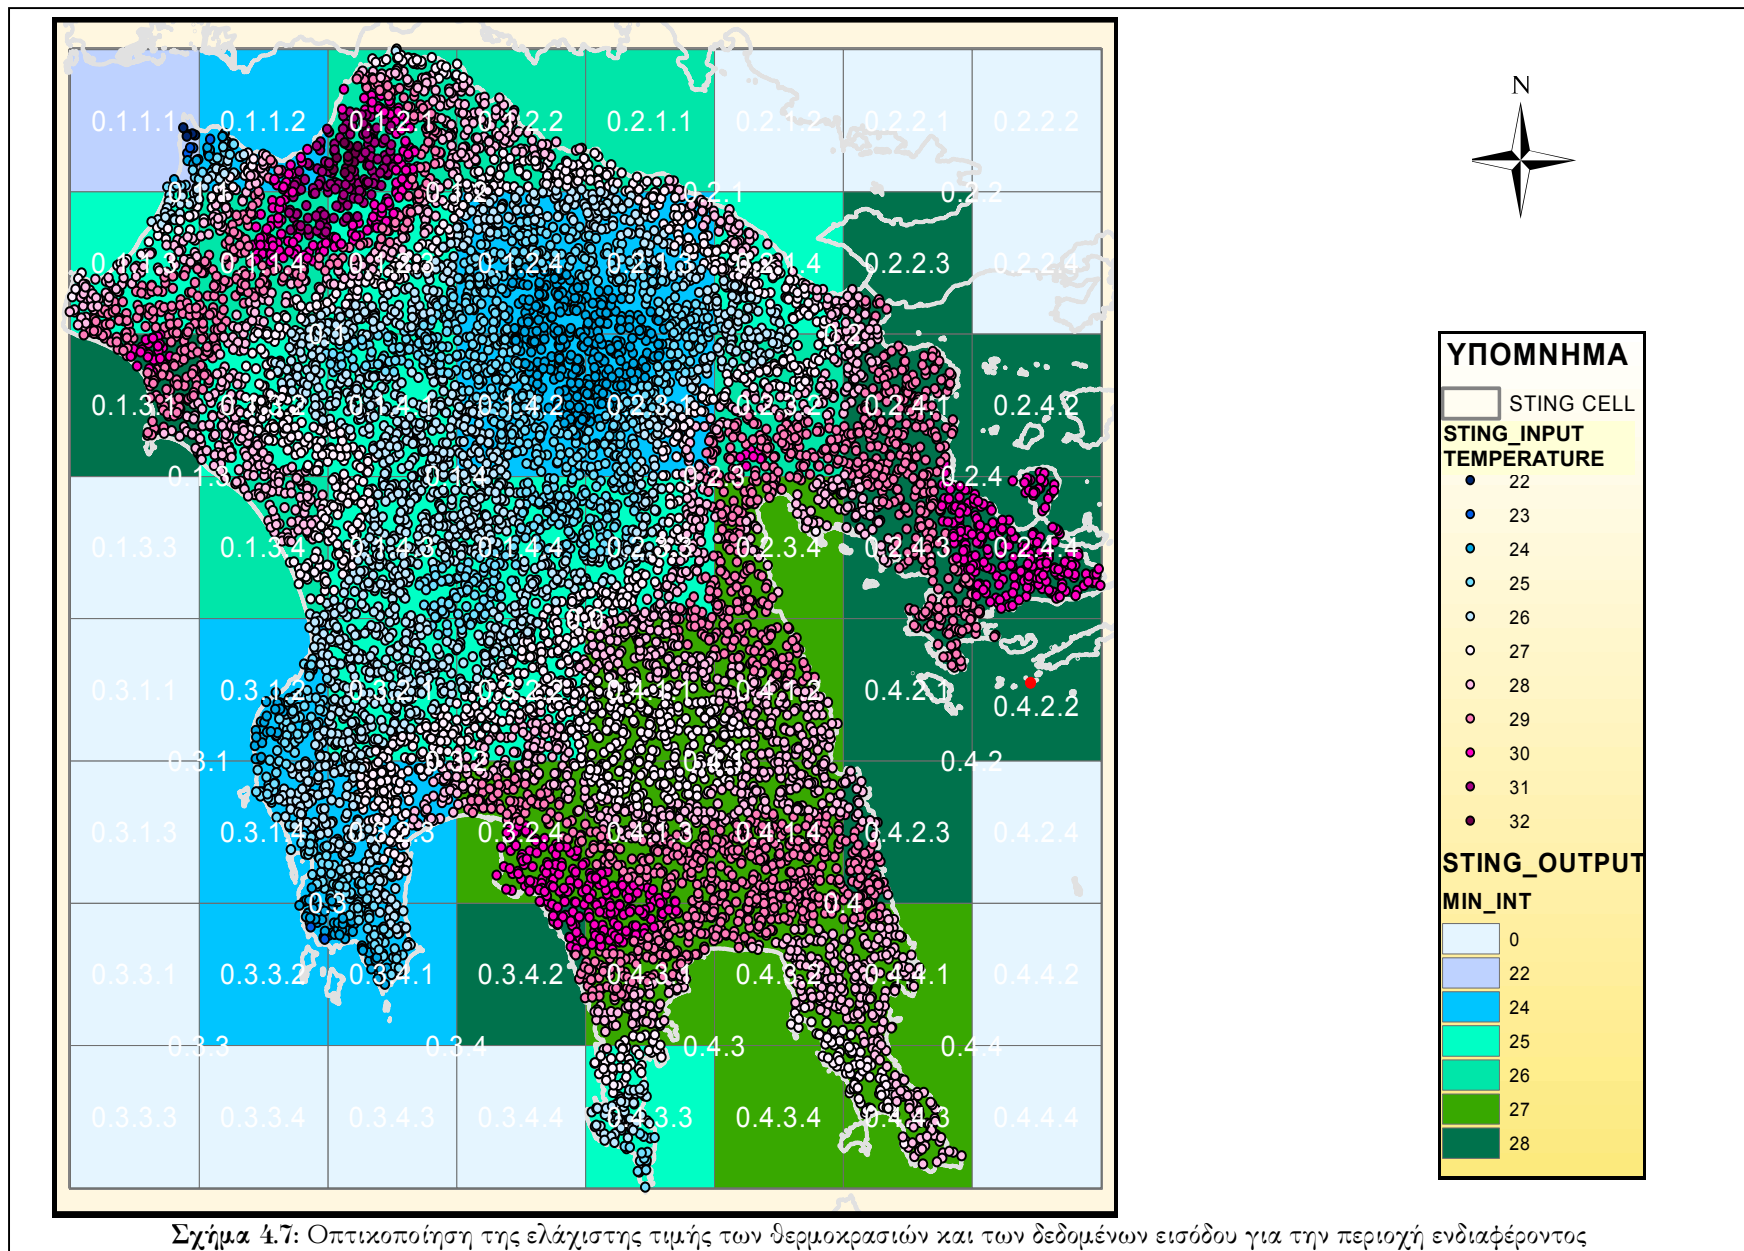 N
0.1.1.1 0.1.1.2 0.1.2.1 0.1.2.2 0.2.1.1 0.2.1.2 0.2.2.1 0.2.2.2
0.1.1 0.1.2 0.2.1 0.2.2
0.1.1.3 0.1.1.4 0.1.2.3 0.1.2.4 0.2.1.3 0.2.1.4 0.2.2.3 0.2.2.4
0.1 0.2
0.1.3.1 0.1.3.2 0.1.4.1 0.1.4.2 0.2.3.1 0.2.3.2 0.2.4.1 0.2.4.2
0.1.3 0.1.4 0.2.3 0.2.4
0.1.3.3 0.1.3.4 0.1.4.3 0.1.4.4 0.2.3.3 0.2.3.4 0.2.4.3 0.2.4.4
0.0
0.3.1.1 0.3.1.2 0.3.2.1 0.3.2.2 0.4.1.1 0.4.1.2 0.4.2.1 0.4.2.2
0.3.1 0.3.2 0.4.1 0.4.2
0.3.1.3 0.3.1.4 0.3.2.3 0.3.2.4 0.4.1.3 0.4.1.4 0.4.2.3 0.4.2.4
0.3 0.4
0.3.3.1 0.3.3.2 0.3.4.1 0.3.4.2 0.4.3.1 0.4.3.2 0.4.4.1 0.4.4.2
0.3.3 0.3.4 0.4.3 0.4.4
0.3.3.3 0.3.3.4 0.3.4.3 0.3.4.4 0.4.3.3 0.4.3.4 0.4.4.3 0.4.4.4
ΥΠΟΜΝΗΜΑ
STING CELL
STING_INPUT
TEMPERATURE
22
23
24
25
26
27
28
29
30
31
32
STING_OUTPUT
MIN_INT
0
22
24
25
26
27
28
Σχήμα 4.7: Οπτικοποίηση της ελάχιστης τιμής των θερμοκρασιών και των δεδομένων εισόδου για την περιοχή ενδιαφέροντος